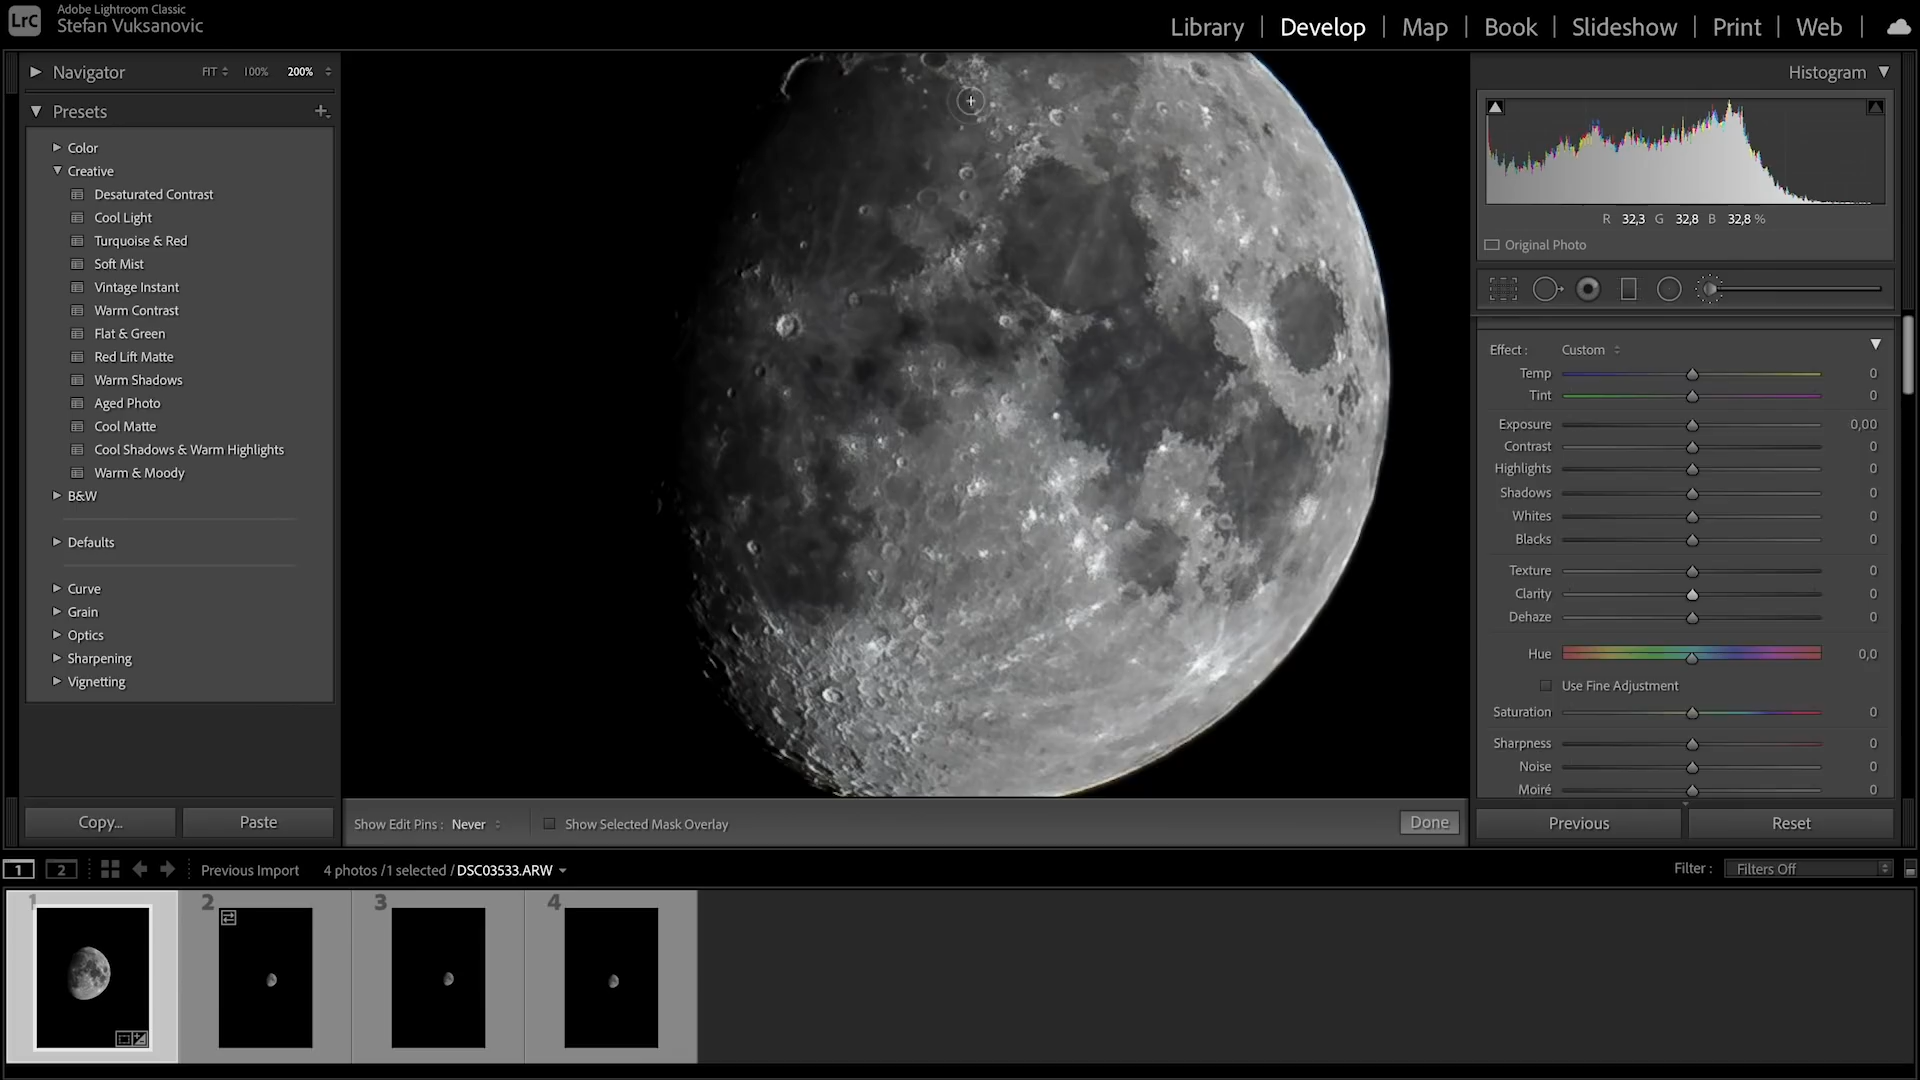 LrC
Adobe Lightroom Classic
Stefan Vuksanovic
Library
Develop
Map
Book
Slideshow
Print
Web
Navigator
FIT
100%
200%
Presets
Color
Creative
Desaturated Contrast
Cool Light
Turquoise & Red
Soft Mist
Vintage Instant
Warm Contrast
Flat & Green
Red Lift Matte
Warm Shadows
Aged Photo
Cool Matte
Cool Shadows & Warm Highlights
Warm & Moody
B&W
Defaults
Curve
Grain
Optics
Sharpening
Vignetting
Copy...
Paste
Show Edit Pins : Never
Show Selected Mask Overlay
Done
Histogram
R 32,3 G 32,8 B 32,8 %
Original Photo
Effect : Custom
Temp 0
Tint 0
Exposure 0,00
Contrast 0
Highlights 0
Shadows 0
Whites 0
Blacks 0
Texture 0
Clarity 0
Dehaze 0
Hue 0,0
Use Fine Adjustment
Saturation 0
Sharpness 0
Noise 0
Moiré 0
Previous
Reset
1
2
Previous Import
4 photos /1 selected / DSC03533.ARW
Filter :
Filters Off
1
2
3
4